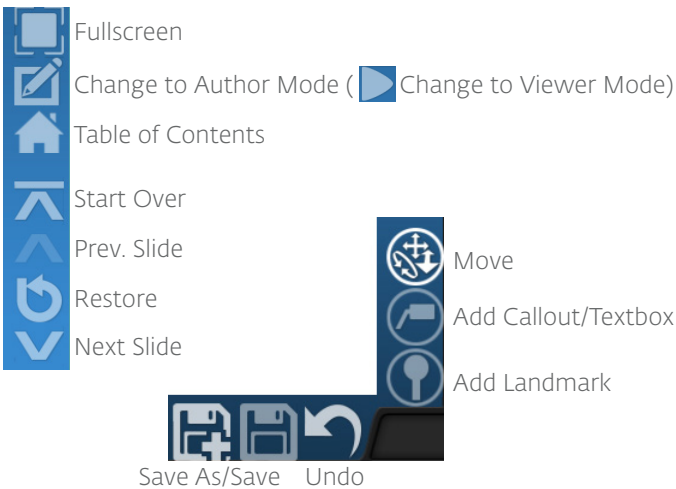 Fullscreen
Change to Author Mode ( Change to Viewer Mode)
Table of Contents
Start Over
Prev. Slide
Restore
Next Slide
Move
Add Callout/Textbox
Add Landmark
Save As/Save Undo